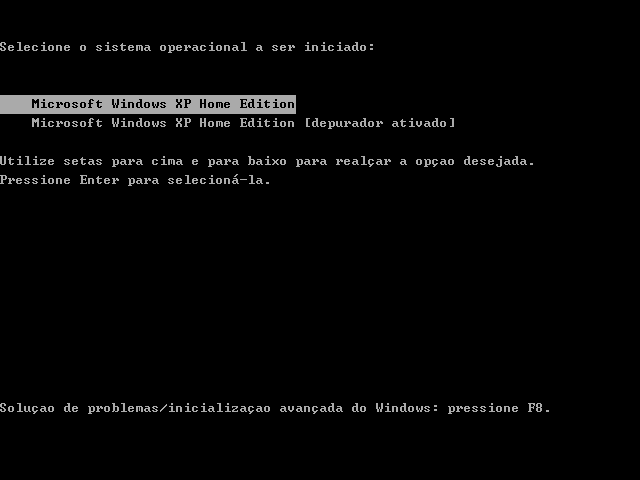 Selecione o sistema operacional a ser iniciado:
Microsoft Windows XP Home Edition
Microsoft Windows XP Home Edition [depurador ativado]
Utilize setas para cima e para baixo para realçar a opçao desejada.
Pressione Enter para selecioná-la.
Soluçao de problemas/inicializaçao avançada do Windows: pressione F8.